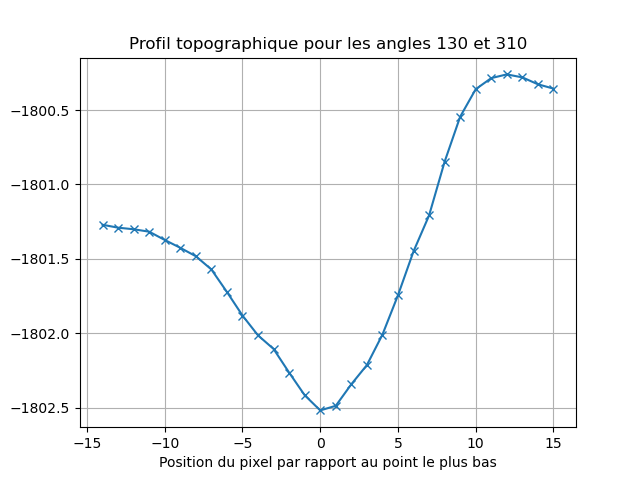 Profil topographique pour les angles 130 et 310
−1800.5
−1801.0
−1801.5
−1802.0
−1802.5
−15 −10 −5 0 5 10 15
Position du pixel par rapport au point le plus bas